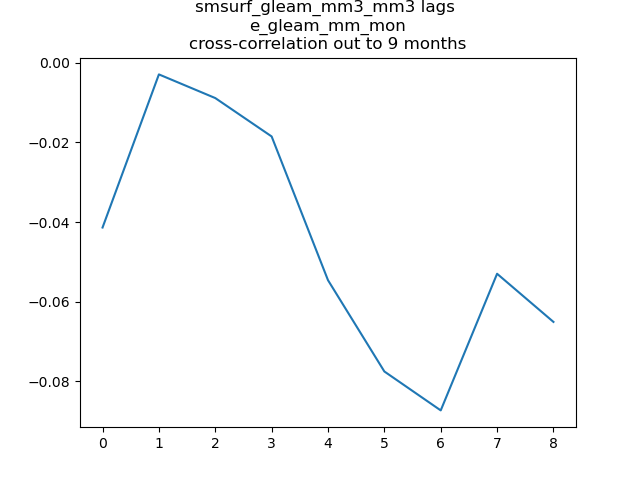 smsurf_gleam_mm3_mm3 lags
e_gleam_mm_mon
cross-correlation out to 9 months
0.00
−0.02
−0.04
−0.06
−0.08
0 1 2 3 4 5 6 7 8